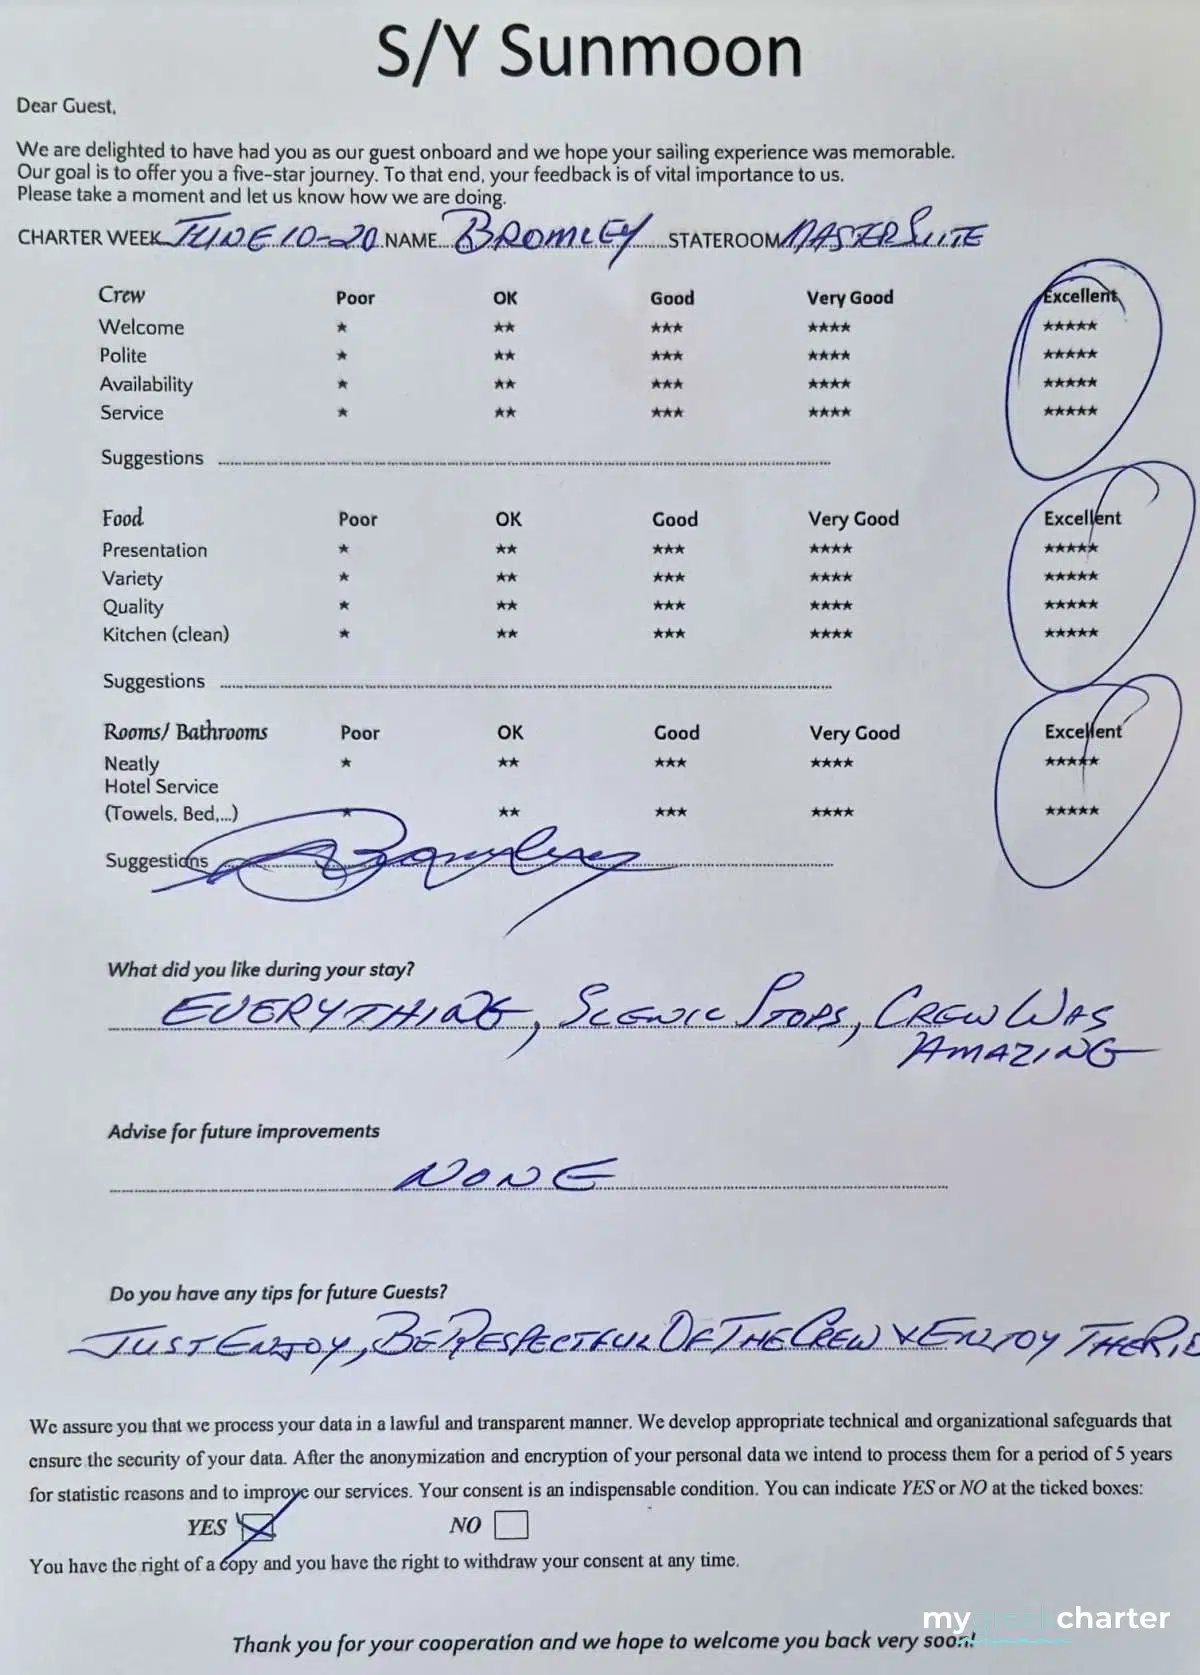 S/Y Sunmoon
Dear Guest,
We are delighted to have had you as our guest onboard and we hope your sailing experience was memorable.
Our goal is to offer you a five-star journey. To that end, your feedback is of vital importance to us.
Please take a moment and let us know how we are doing.
CHARTER WEEK JUNE 10-20 NAME BROMLEY STATEROOM MASTER SUITE
Crew Poor OK Good Very Good Excellent
Welcome ★ ★★ ★★★ ★★★★ ★★★★★
Polite ★ ★★ ★★★ ★★★★ ★★★★★
Availability ★ ★★ ★★★ ★★★★ ★★★★★
Service ★ ★★ ★★★ ★★★★ ★★★★★
Suggestions
Food Poor OK Good Very Good Excellent
Presentation ★ ★★ ★★★ ★★★★ ★★★★★
Variety ★ ★★ ★★★ ★★★★ ★★★★★
Quality ★ ★★ ★★★ ★★★★ ★★★★★
Kitchen (clean) ★ ★★ ★★★ ★★★★ ★★★★★
Suggestions
Rooms/ Bathrooms Poor OK Good Very Good Excellent
Neatly ★ ★★ ★★★ ★★★★ ★★★★★
Hotel Service
(Towels, Bed,...) ★ ★★ ★★★ ★★★★ ★★★★★
Suggestions Bromley
What did you like during your stay?
EVERYTHING, SCENIC STOPS, CREW WAS
AMAZING
Advise for future improvements
NONE
Do you have any tips for future Guests?
JUST ENJOY, BE RESPECTFUL OF THE CREW & ENJOY THE RID
We assure you that we process your data in a lawful and transparent manner. We develop appropriate technical and organizational safeguards that
ensure the security of your data. After the anonymization and encryption of your personal data we intend to process them for a period of 5 years
for statistic reasons and to improve our services. Your consent is an indispensable condition. You can indicate YES or NO at the ticked boxes:
YES NO
You have the right of a copy and you have the right to withdraw your consent at any time.
my greek charter
Thank you for your cooperation and we hope to welcome you back very soon!